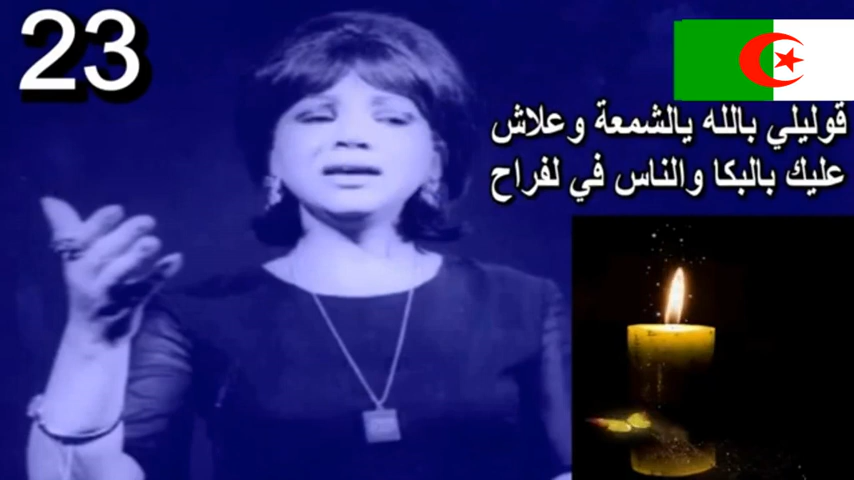 23
قوليلي بالله يالشمعة وعلاش
عليك بالبكا والناس في لفراح